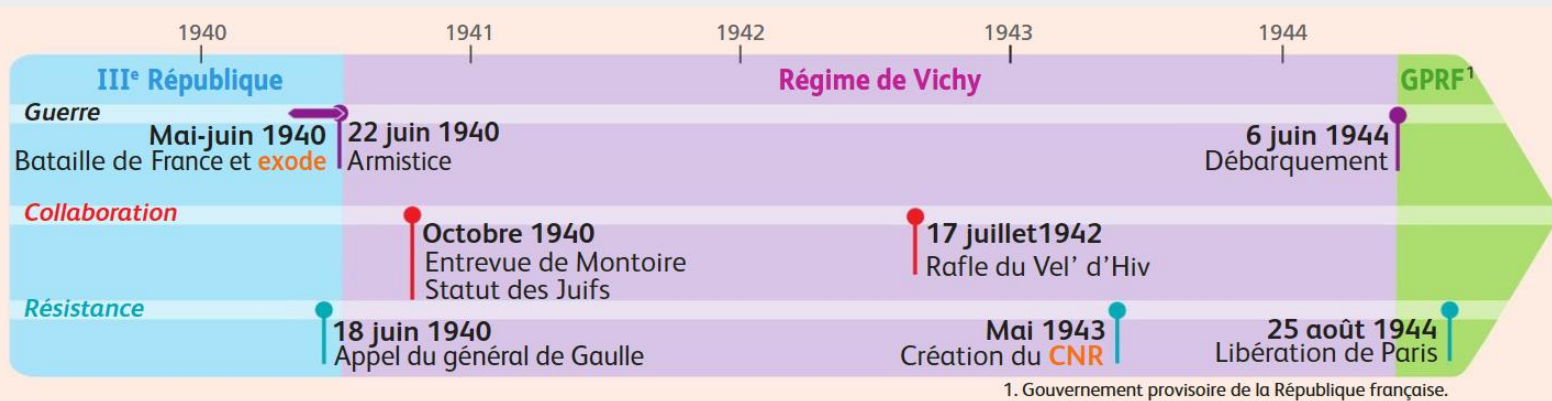 1940 1941 1942 1943 1944
IIIᵉ République Régime de Vichy GPRF¹
Guerre
Mai-juin 1940
Bataille de France et exode
22 juin 1940
Armistice
6 juin 1944
Débarquement
Collaboration
Octobre 1940
Entrevue de Montoire
Statut des Juifs
17 juillet1942
Rafle du Vel’ d’Hiv
Résistance
18 juin 1940
Appel du général de Gaulle
Mai 1943
Création du CNR
25 août 1944
Libération de Paris
1. Gouvernement provisoire de la République française.